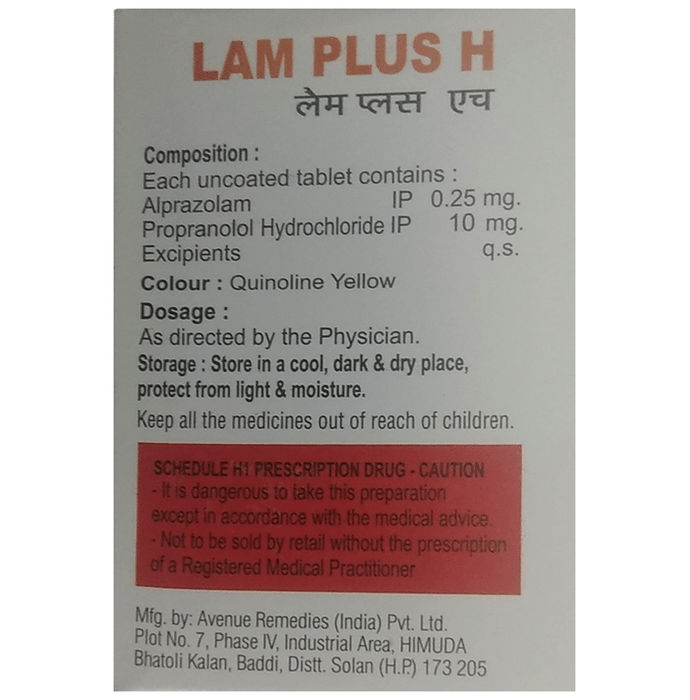 LAM PLUS H
लैम प्लस एच
Composition :
Each uncoated tablet contains :
Alprazolam IP 0.25 mg.
Propranolol Hydrochloride IP 10 mg.
Excipients q.s.
Colour : Quinoline Yellow
Dosage :
As directed by the Physician.
Storage : Store in a cool, dark & dry place,
protect from light & moisture.
Keep all the medicines out of reach of children.
SCHEDULE H1 PRESCRIPTION DRUG - CAUTION
- It is dangerous to take this preparation
except in accordance with the medical advice.
- Not to be sold by retail without the prescription
of a Registered Medical Practitioner
Mfg. by: Avenue Remedies (India) Pvt. Ltd.
Plot No. 7, Phase IV, Industrial Area, HIMUDA
Bhatoli Kalan, Baddi, Distt. Solan (H.P.) 173 205